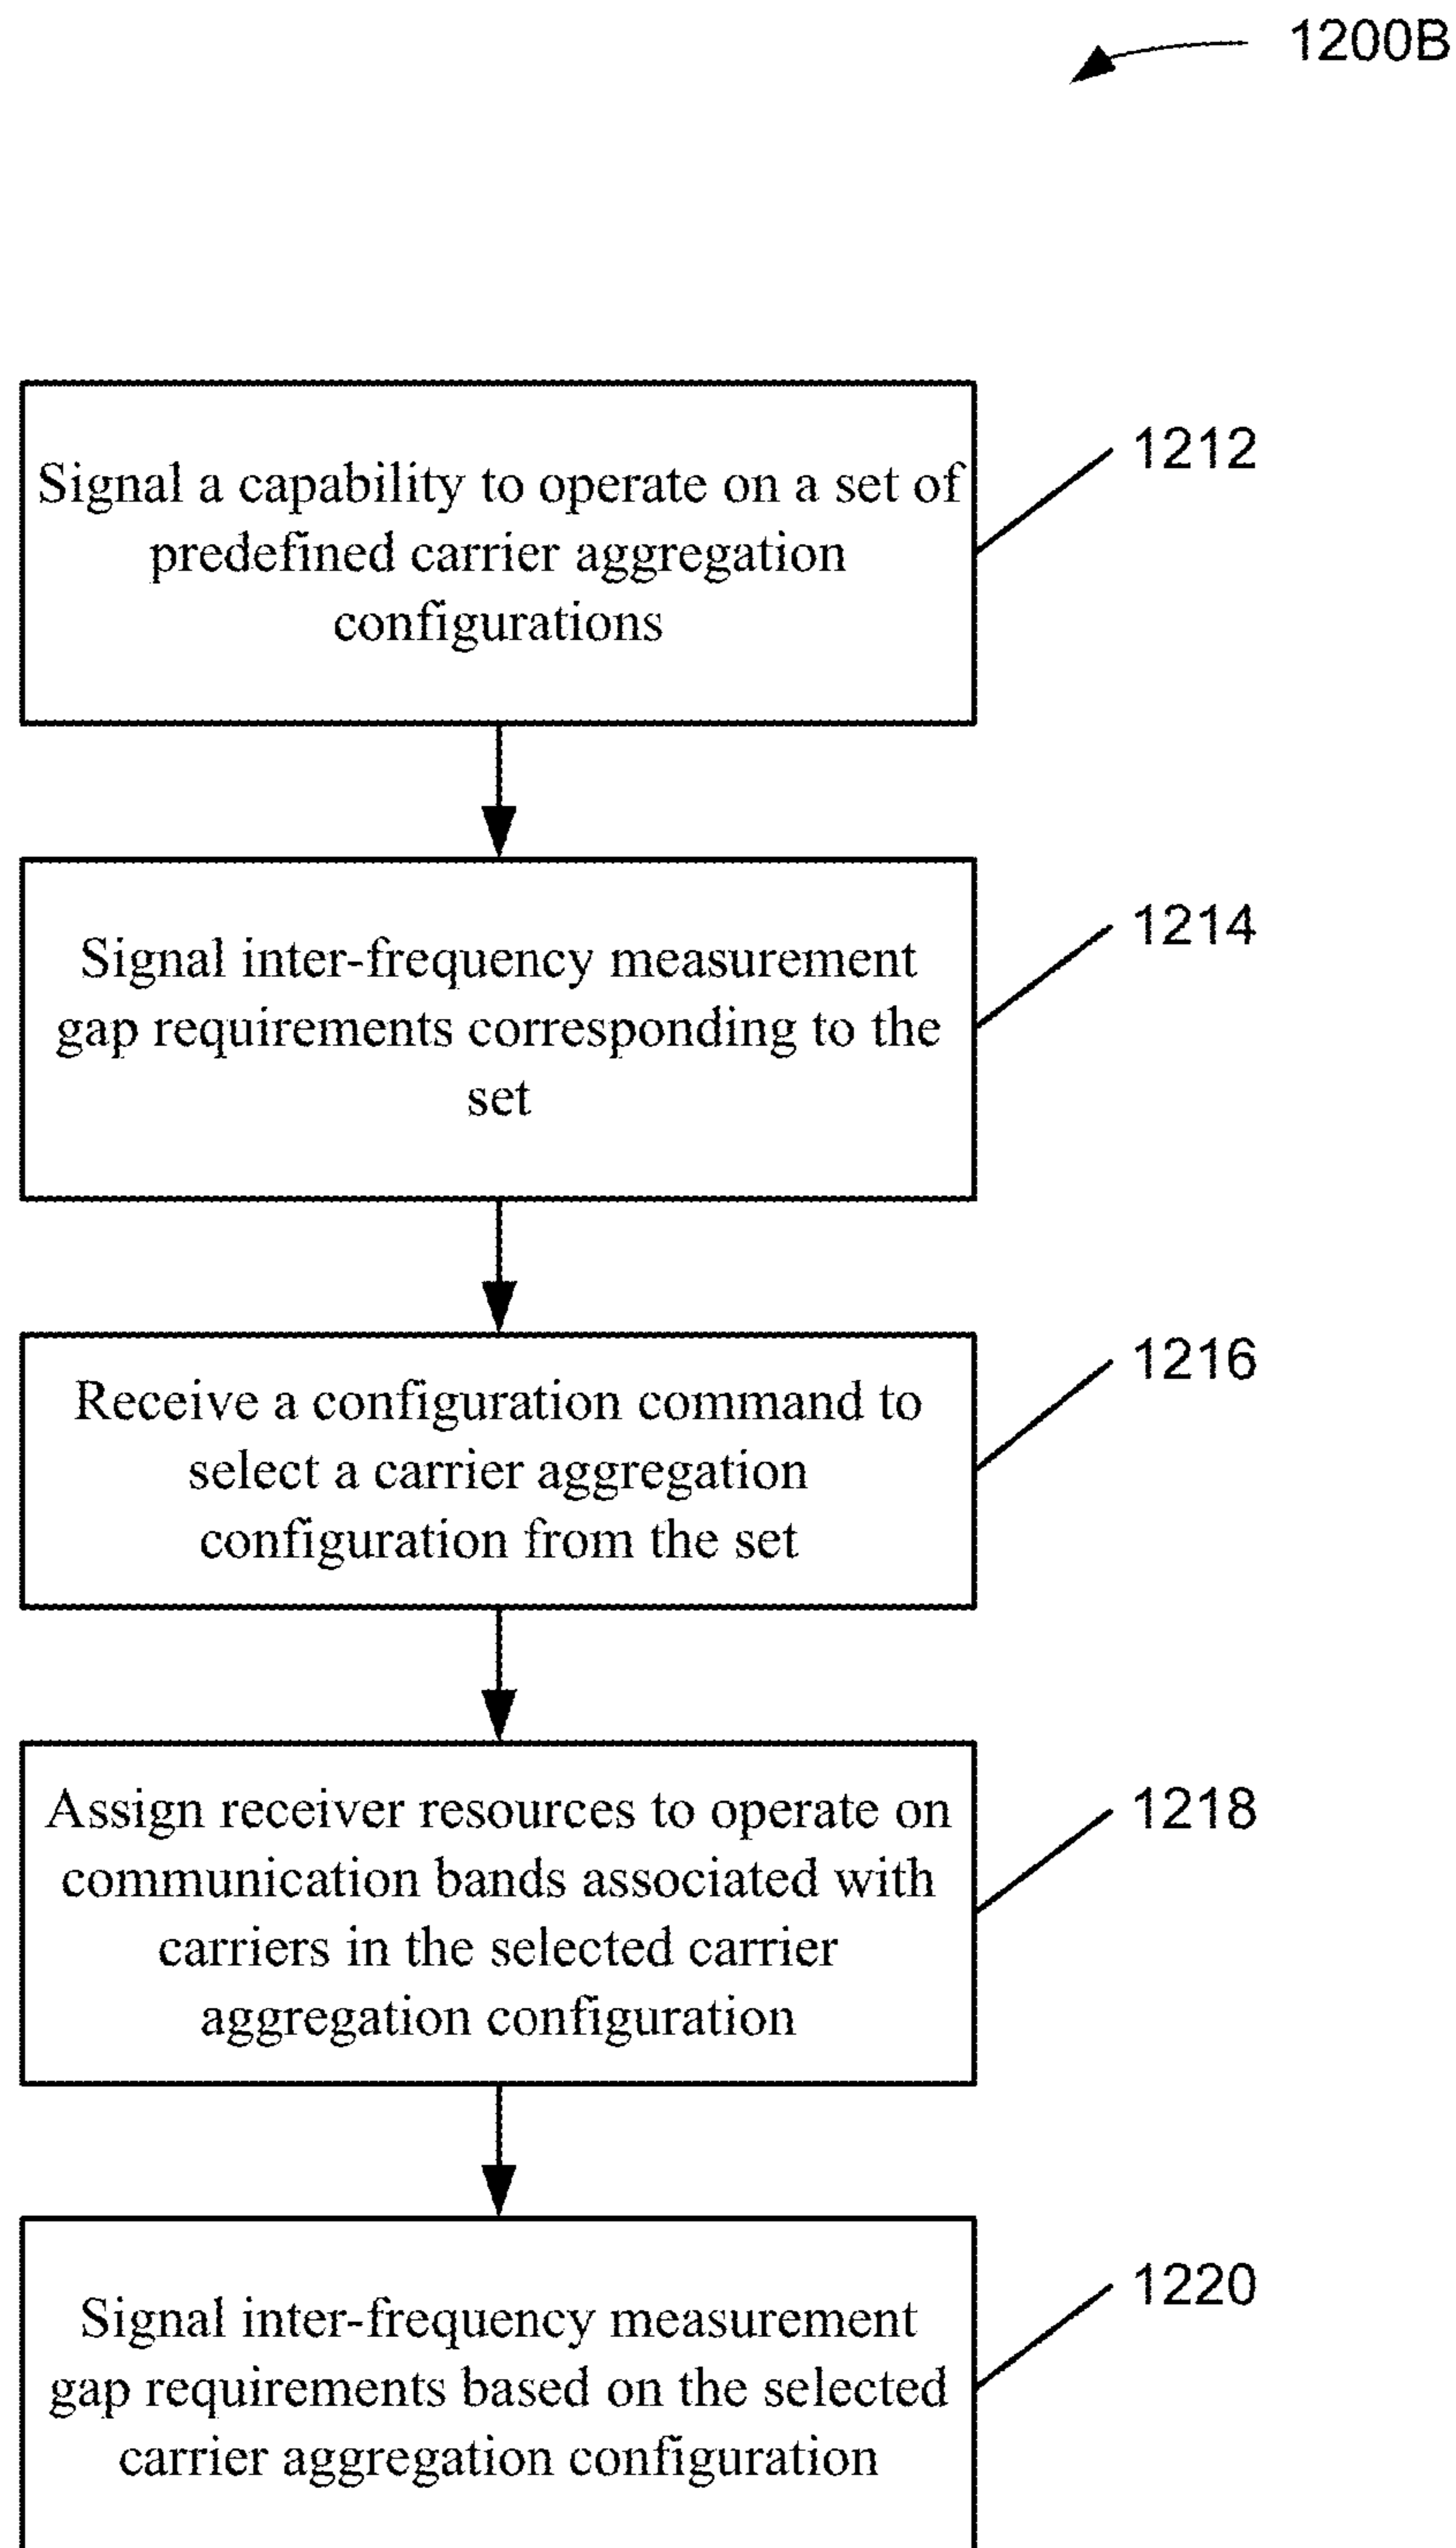 1200B
Signal a capability to operate on a set of
predefined carrier aggregation
configurations
1212
Signal inter-frequency measurement
gap requirements corresponding to the
set
1214
Receive a configuration command to
select a carrier aggregation
configuration from the set
1216
Assign receiver resources to operate on
communication bands associated with
carriers in the selected carrier
aggregation configuration
1218
Signal inter-frequency measurement
gap requirements based on the selected
carrier aggregation configuration
1220